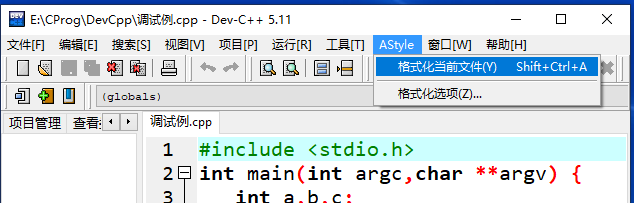 E:\CProg\DevCpp\调试例.cpp - Dev-C++ 5.11
文件[F] 编辑[E] 搜索[S] 视图[V] 项目[P] 运行[R] 工具[T] AStyle 窗口[W] 帮助[H]
格式化当前文件(Y) Shift+Ctrl+A
格式化选项(Z)...
(globals)
项目管理 查看
调试例.cpp
1 #include <stdio.h>
2 int main(int argc,char **argv) {
3 int a,b,c;